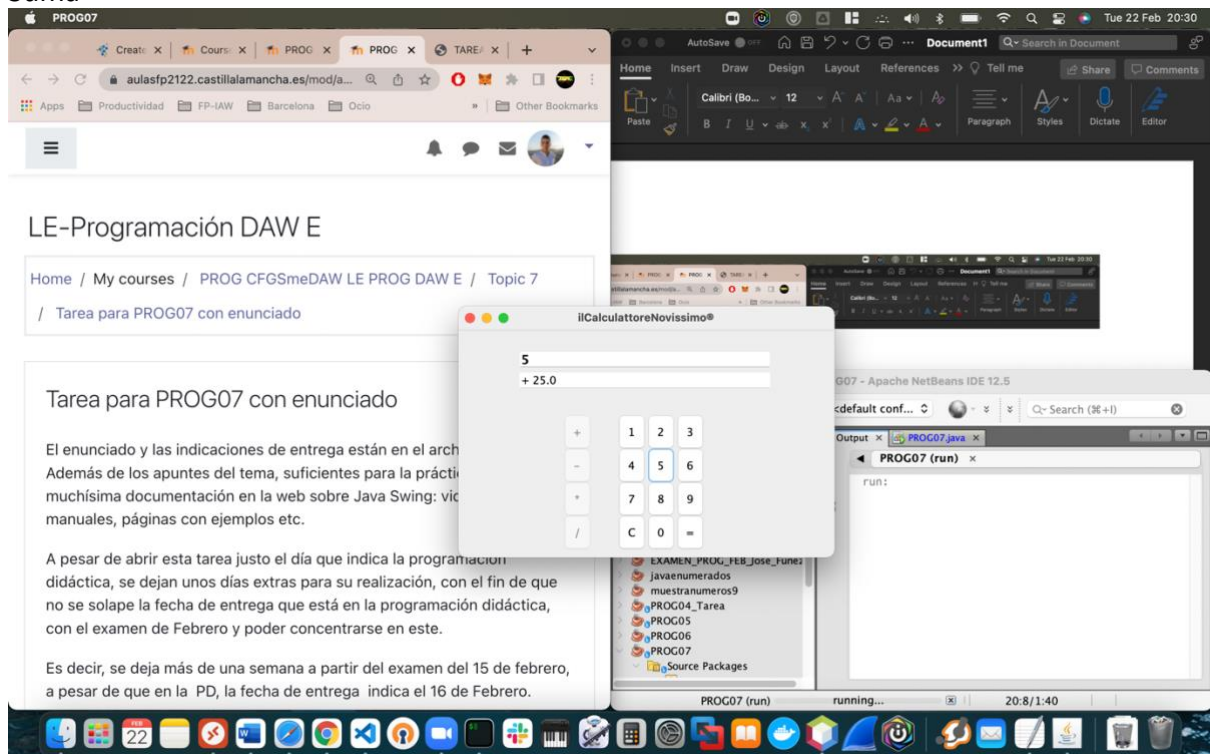 Suma
PROG07
Tue 22 Feb 20:30
Create
Cours
PROG
PROG
TAREA
aulasfp2122.castillalamancha.es/mod/a...
Apps Productividad FP-IAW Barcelona Ocio » Other Bookmarks
LE-Programación DAW E
Home / My courses / PROG CFGSmeDAW LE PROG DAW E / Topic 7
/ Tarea para PROG07 con enunciado
Tarea para PROG07 con enunciado
El enunciado y las indicaciones de entrega están en el arch
Además de los apuntes del tema, suficientes para la prácti
muchísima documentación en la web sobre Java Swing: vid
manuales, páginas con ejemplos etc.
A pesar de abrir esta tarea justo el día que indica la programación
didáctica, se dejan unos días extras para su realización, con el fin de que
no se solape la fecha de entrega que está en la programación didáctica,
con el examen de Febrero y poder concentrarse en este.
Es decir, se deja más de una semana a partir del examen del 15 de febrero,
a pesar de que en la PD, la fecha de entrega indica el 16 de Febrero.
AutoSave OFF ... Document1 Search in Document
Home Insert Draw Design Layout References >> Tell me Share Comments
Paste
Calibri (Bo... 12
B I U ab x x A A
Paragraph
Styles
Dictate
Editor
ilCalculattoreNovissimo®
5
+ 25.0
+ 1 2 3
- 4 5 6
* 7 8 9
/ C 0 =
G07 - Apache NetBeans IDE 12.5
<default conf... Search (⌘+I)
Output × PROG07.java ×
PROG07 (run) ×
run:
EXAMEN_PROG_FEB_Jose_Funez
javaenumerados
muestranumeros9
PROG04_Tarea
PROG05
PROG06
PROG07
Source Packages
PROG07 (run) running... 20:8/1:40
FEB
22